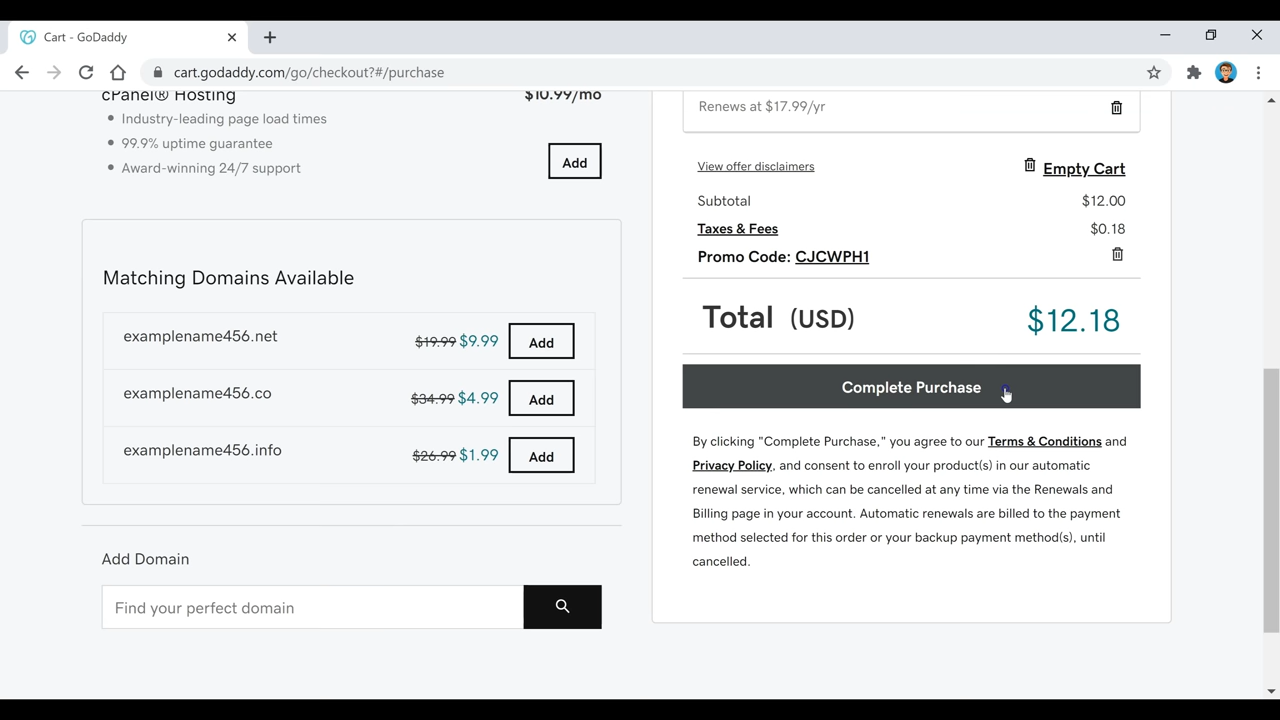 Cart - GoDaddy
cart.godaddy.com/go/checkout?#/purchase
cPanel® Hosting
$10.99/mo
Industry-leading page load times
99.9% uptime guarantee
Award-winning 24/7 support
Add
Matching Domains Available
examplename456.net $19.99 $9.99 Add
examplename456.co $34.99 $4.99 Add
examplename456.info $26.99 $1.99 Add
Add Domain
Find your perfect domain
Renews at $17.99/yr
View offer disclaimers
Empty Cart
Subtotal $12.00
Taxes & Fees $0.18
Promo Code: CJCWPH1
Total (USD) $12.18
Complete Purchase
By clicking "Complete Purchase," you agree to our Terms & Conditions and
Privacy Policy, and consent to enroll your product(s) in our automatic
renewal service, which can be cancelled at any time via the Renewals and
Billing page in your account. Automatic renewals are billed to the payment
method selected for this order or your backup payment method(s), until
cancelled.